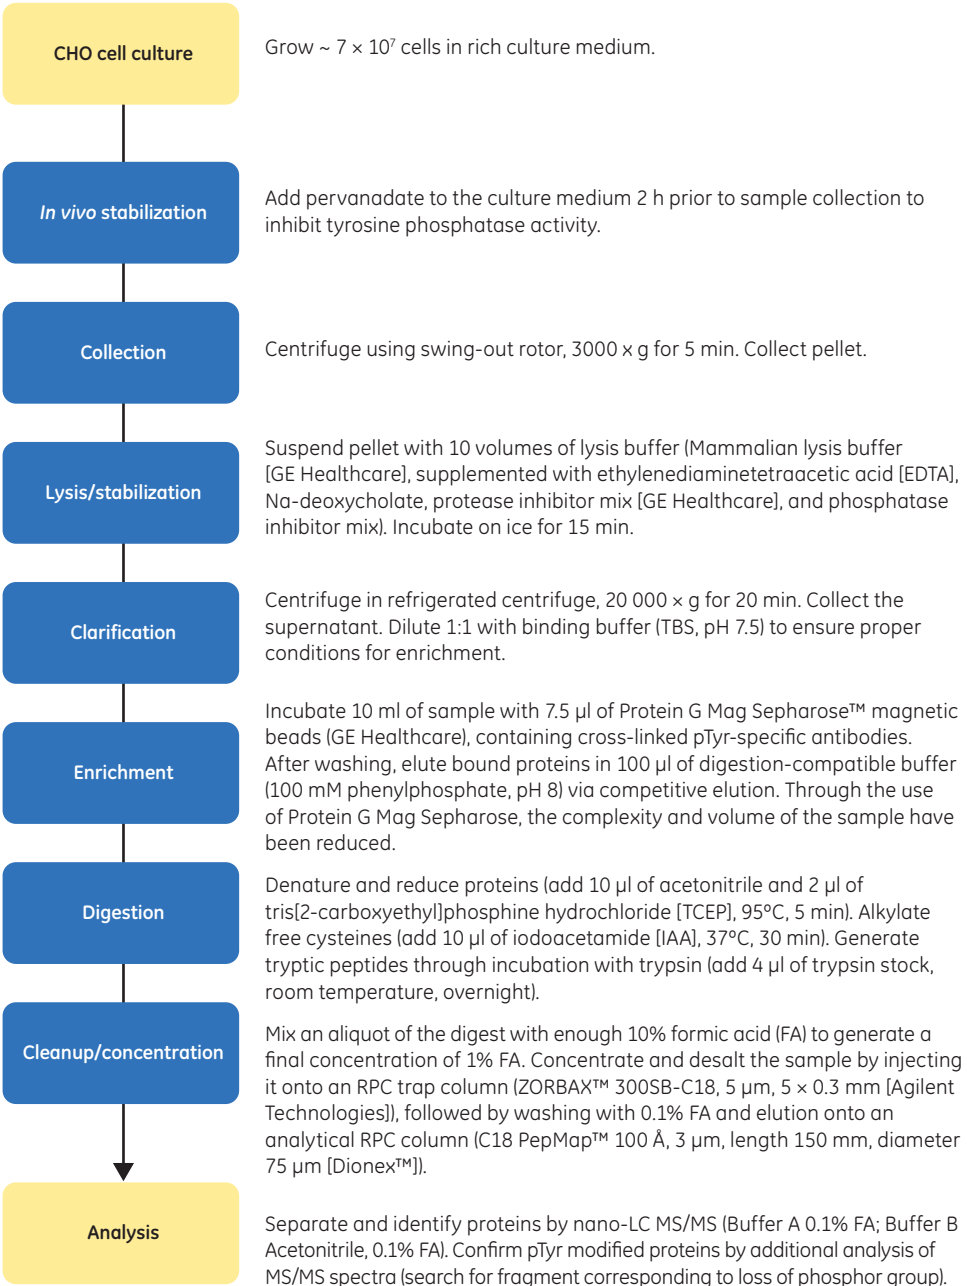 CHO cell culture
Grow ~ 7 × 10⁷ cells in rich culture medium.
In vivo stabilization
Add pervanadate to the culture medium 2 h prior to sample collection to
inhibit tyrosine phosphatase activity.
Collection
Centrifuge using swing-out rotor, 3000 x g for 5 min. Collect pellet.
Lysis/stabilization
Suspend pellet with 10 volumes of lysis buffer (Mammalian lysis buffer
[GE Healthcare], supplemented with ethylenediaminetetraacetic acid [EDTA],
Na-deoxycholate, protease inhibitor mix [GE Healthcare], and phosphatase
inhibitor mix). Incubate on ice for 15 min.
Clarification
Centrifuge in refrigerated centrifuge, 20 000 × g for 20 min. Collect the
supernatant. Dilute 1:1 with binding buffer (TBS, pH 7.5) to ensure proper
conditions for enrichment.
Enrichment
Incubate 10 ml of sample with 7.5 µl of Protein G Mag Sepharose™ magnetic
beads (GE Healthcare), containing cross-linked pTyr-specific antibodies.
After washing, elute bound proteins in 100 µl of digestion-compatible buffer
(100 mM phenylphosphate, pH 8) via competitive elution. Through the use
of Protein G Mag Sepharose, the complexity and volume of the sample have
been reduced.
Digestion
Denature and reduce proteins (add 10 µl of acetonitrile and 2 µl of
tris[2-carboxyethyl]phosphine hydrochloride [TCEP], 95ºC, 5 min). Alkylate
free cysteines (add 10 µl of iodoacetamide [IAA], 37ºC, 30 min). Generate
tryptic peptides through incubation with trypsin (add 4 µl of trypsin stock,
room temperature, overnight).
Cleanup/concentration
Mix an aliquot of the digest with enough 10% formic acid (FA) to generate a
final concentration of 1% FA. Concentrate and desalt the sample by injecting
it onto an RPC trap column (ZORBAX™ 300SB-C18, 5 µm, 5 × 0.3 mm [Agilent
Technologies]), followed by washing with 0.1% FA and elution onto an
analytical RPC column (C18 PepMap™ 100 Å, 3 µm, length 150 mm, diameter
75 µm [Dionex™]).
Analysis
Separate and identify proteins by nano-LC MS/MS (Buffer A 0.1% FA; Buffer B
Acetonitrile, 0.1% FA). Confirm pTyr modified proteins by additional analysis of
MS/MS spectra (search for fragment corresponding to loss of phosphor group).